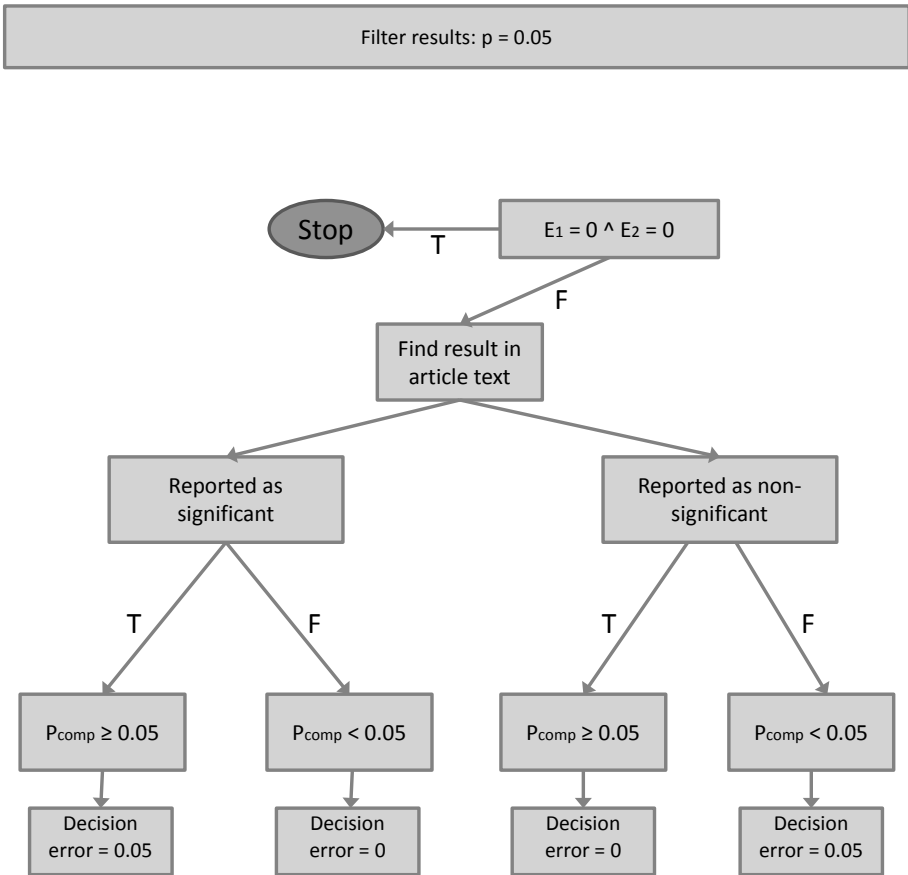 Filter results: p = 0.05
Stop
E1 = 0 ^ E2 = 0
T
F
Find result in
article text
Reported as
significant
Reported as non-
significant
T
F
T
F
Pcomp ≥ 0.05
Pcomp < 0.05
Pcomp ≥ 0.05
Pcomp < 0.05
Decision
error = 0.05
Decision
error = 0
Decision
error = 0
Decision
error = 0.05